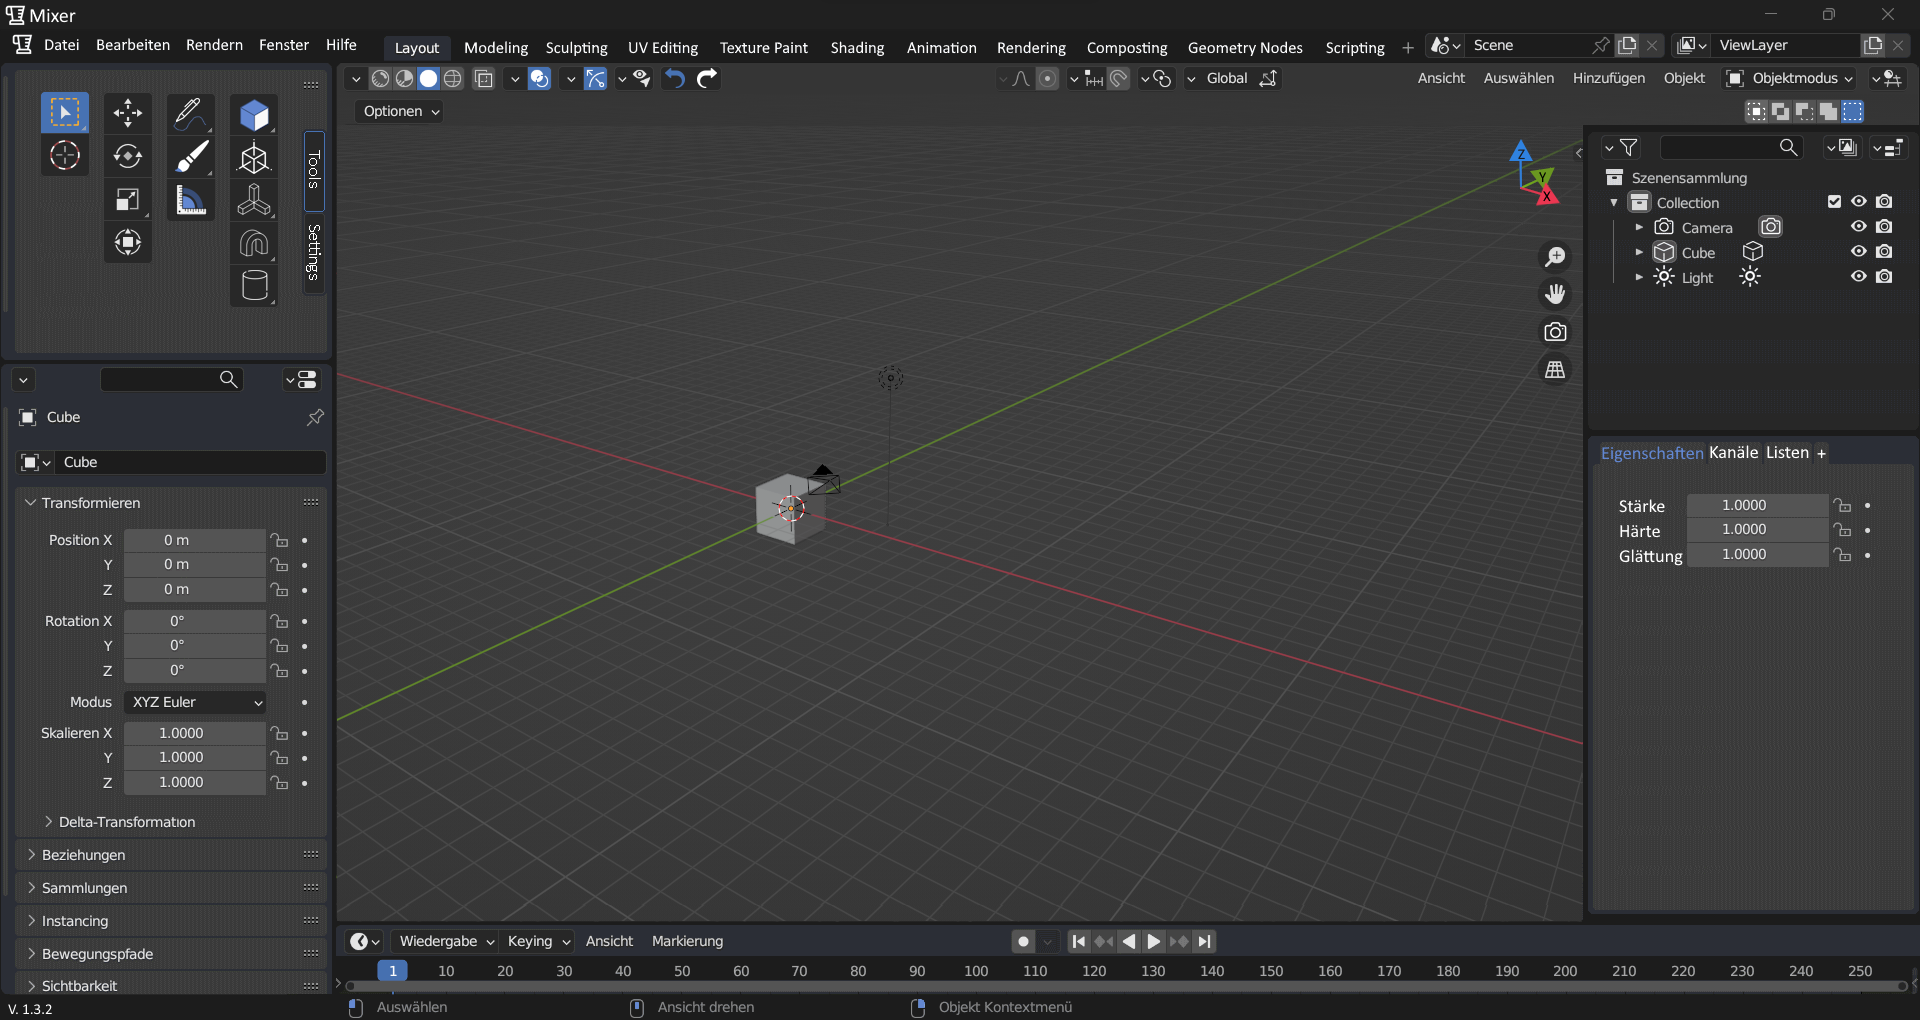 Mixer
Datei Bearbeiten Rendern Fenster Hilfe Layout Modeling Sculpting UV Editing Texture Paint Shading Animation Rendering Compositing Geometry Nodes Scripting + Scene ViewLayer
Global Ansicht Auswählen Hinzufügen Objekt Objektmodus
Optionen
Tools
Settings
Z
Y
X
Szenensammlung
Collection
Camera
Cube
Light
Cube
Cube
Transformieren
Position X 0 m
Y 0 m
Z 0 m
Rotation X 0°
Y 0°
Z 0°
Modus XYZ Euler
Skalieren X 1.0000
Y 1.0000
Z 1.0000
Delta-Transformation
Beziehungen
Sammlungen
Instancing
Bewegungspfade
Sichtbarkeit
Eigenschaften Kanäle Listen +
Stärke 1.0000
Härte 1.0000
Glättung 1.0000
Wiedergabe Keying Ansicht Markierung
1 10 20 30 40 50 60 70 80 90 100 110 120 130 140 150 160 170 180 190 200 210 220 230 240 250
V. 1.3.2 Auswählen Ansicht drehen Objekt Kontextmenü